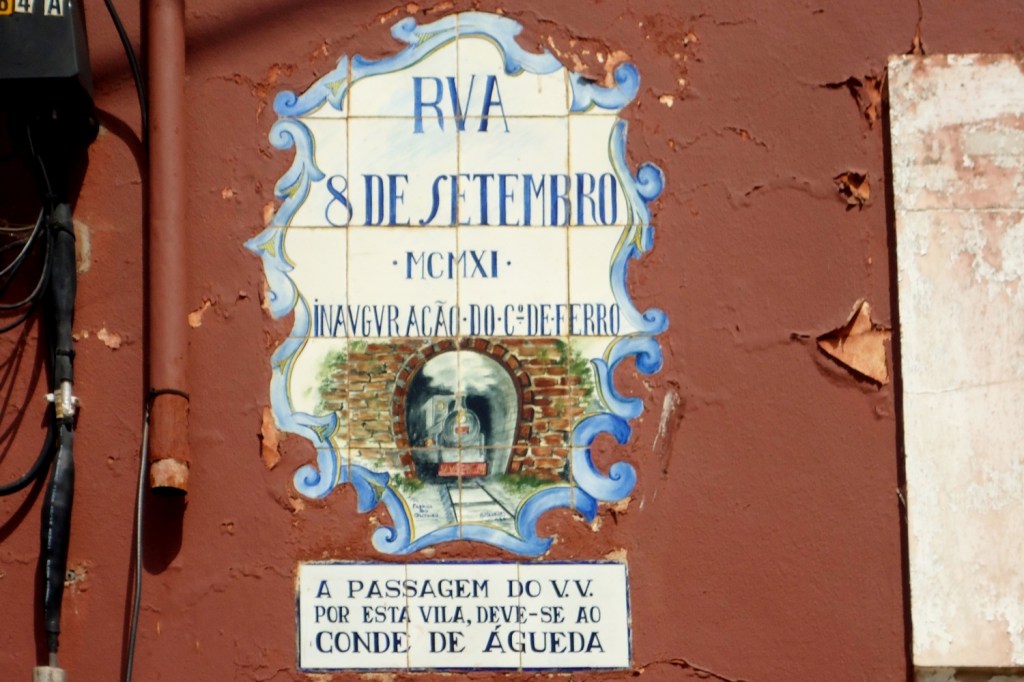 64 A
RVA
8 DE SETEMBRO
·MCMXI·
INAVGVRAÇÃO·DO·Cº·DE·FERRO
A PASSAGEM DO V.V.
POR ESTA VILA, DEVE-SE AO
CONDE DE ÁGUEDA